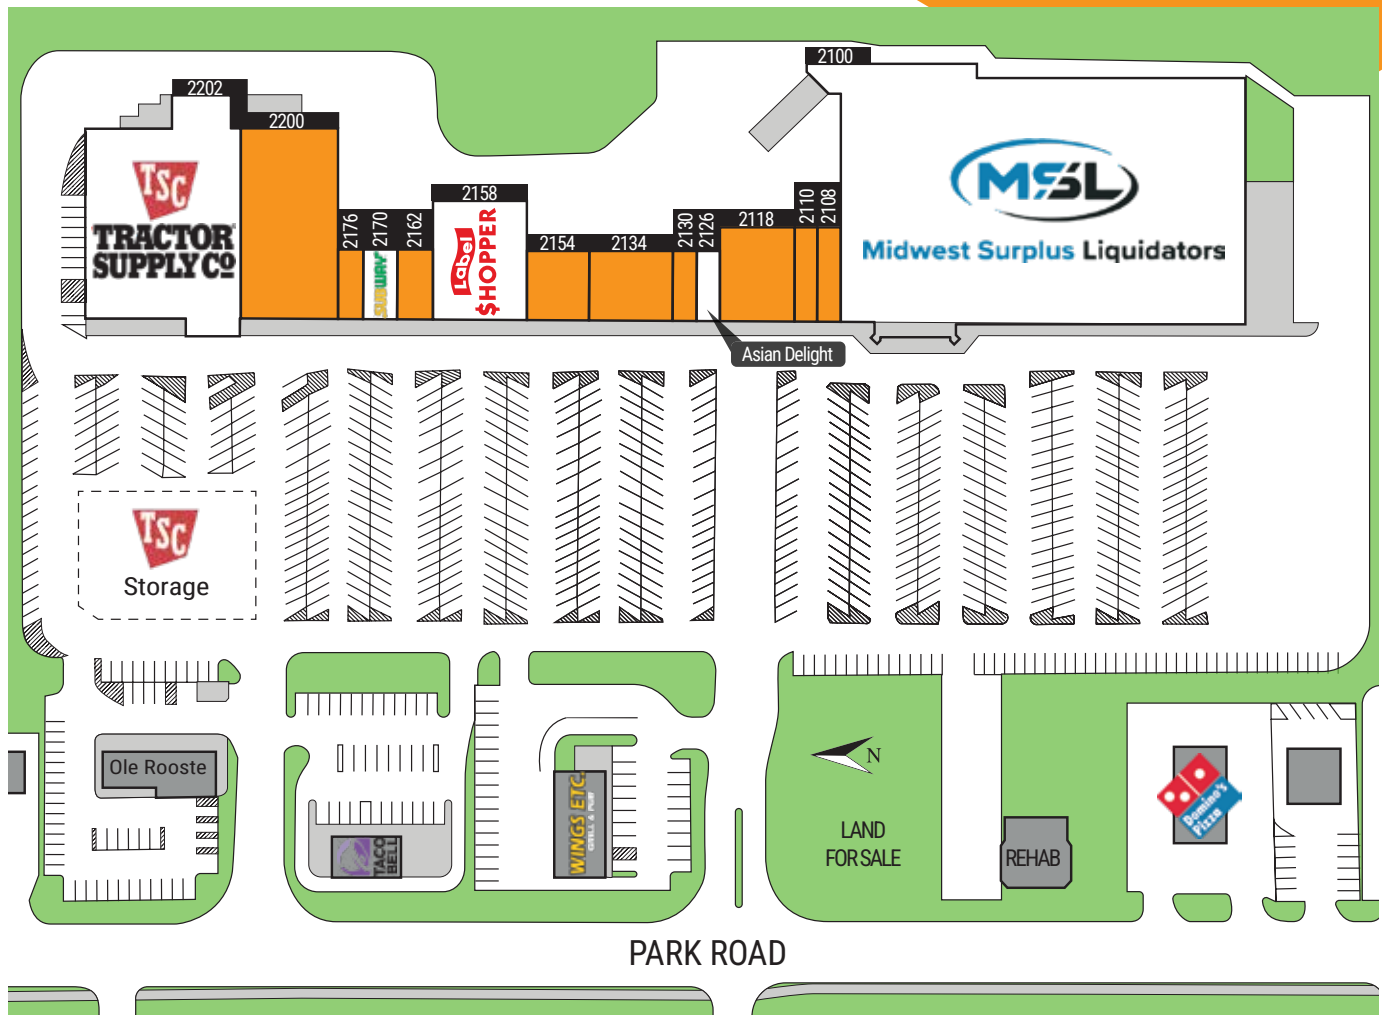 2100
2202
2200
2176
2170
2162
2158
2154
2134
2130
2126
2118
2110
2108
TSC
TRACTOR
SUPPLY CO
SUBWAY
Label
$HOPPER
MSL
Midwest Surplus Liquidators
Asian Delight
TSC
Storage
Ole Rooste
TACO
BELL
WINGS ETC.
GRILL & PUB
N
LAND
FOR SALE
REHAB
Domino's
Pizza
PARK ROAD